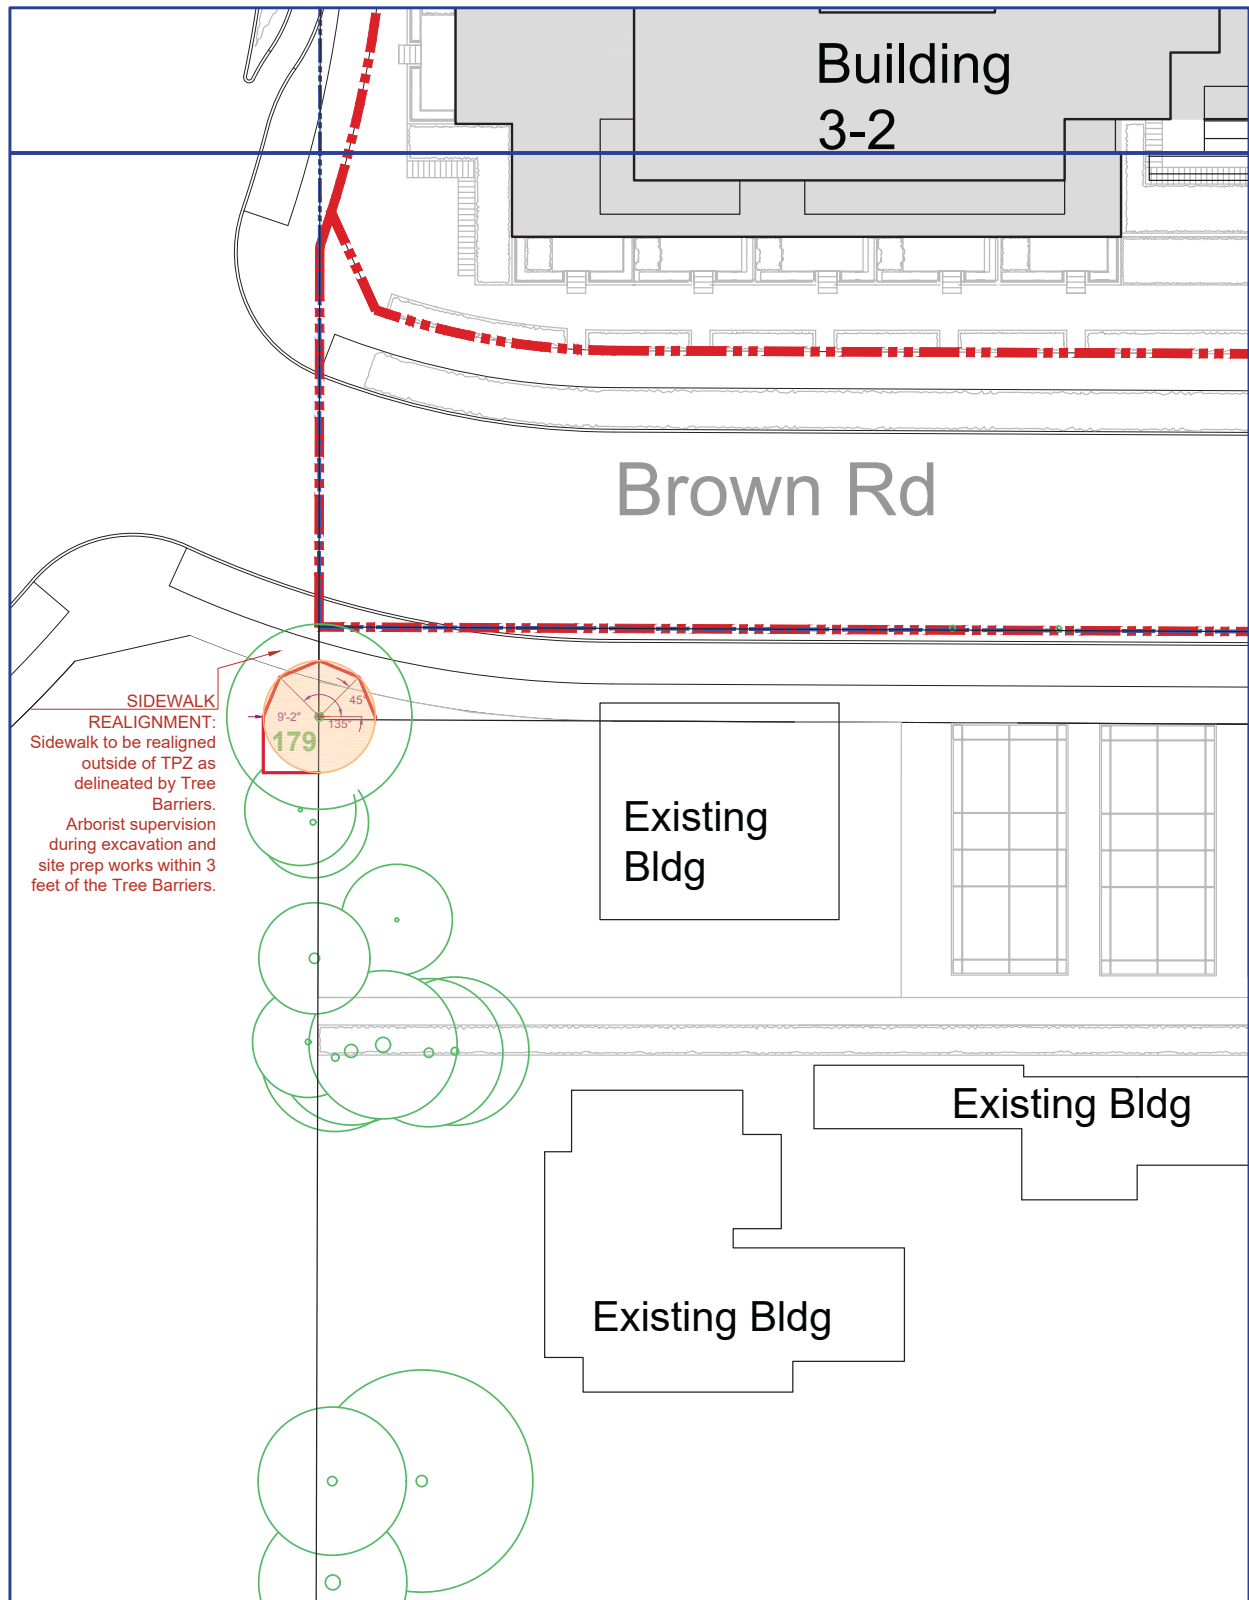 Building
3-2
Brown Rd
SIDEWALK
REALIGNMENT:
Sidewalk to be realigned
outside of TPZ as
delineated by Tree
Barriers.
Arborist supervision
during excavation and
site prep works within 3
feet of the Tree Barriers.
45°
9'-2"
135°
179
Existing
Bldg
Existing Bldg
Existing Bldg